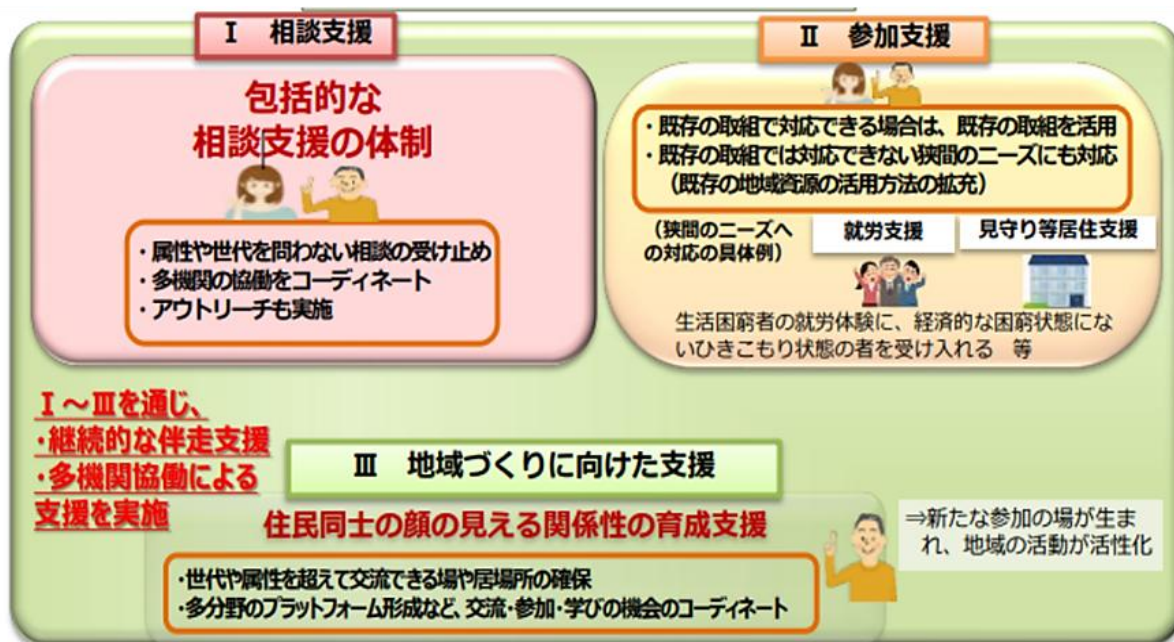 Ⅰ 相談支援
包括的な
相談支援の体制
・属性や世代を問わない相談の受け止め
・多機関の協働をコーディネート
・アウトリーチも実施
Ⅱ 参加支援
・既存の取組で対応できる場合は、既存の取組を活用
・既存の取組では対応できない狭間のニーズにも対応
（既存の地域資源の活用方法の拡充）
（狭間のニーズへ
の対応の具体例）
就労支援
見守り等居住支援
生活困窮者の就労体験に、経済的な困窮状態にな
いひきこもり状態の者を受け入れる 等
Ⅰ～Ⅲを通じ、
・継続的な伴走支援
・多機関協働による
支援を実施
Ⅲ 地域づくりに向けた支援
住民同士の顔の見える関係性の育成支援
・世代や属性を超えて交流できる場や居場所の確保
・多分野のプラットフォーム形成など、交流・参加・学びの機会のコーディネート
⇒新たな参加の場が生ま
れ、地域の活動が活性化